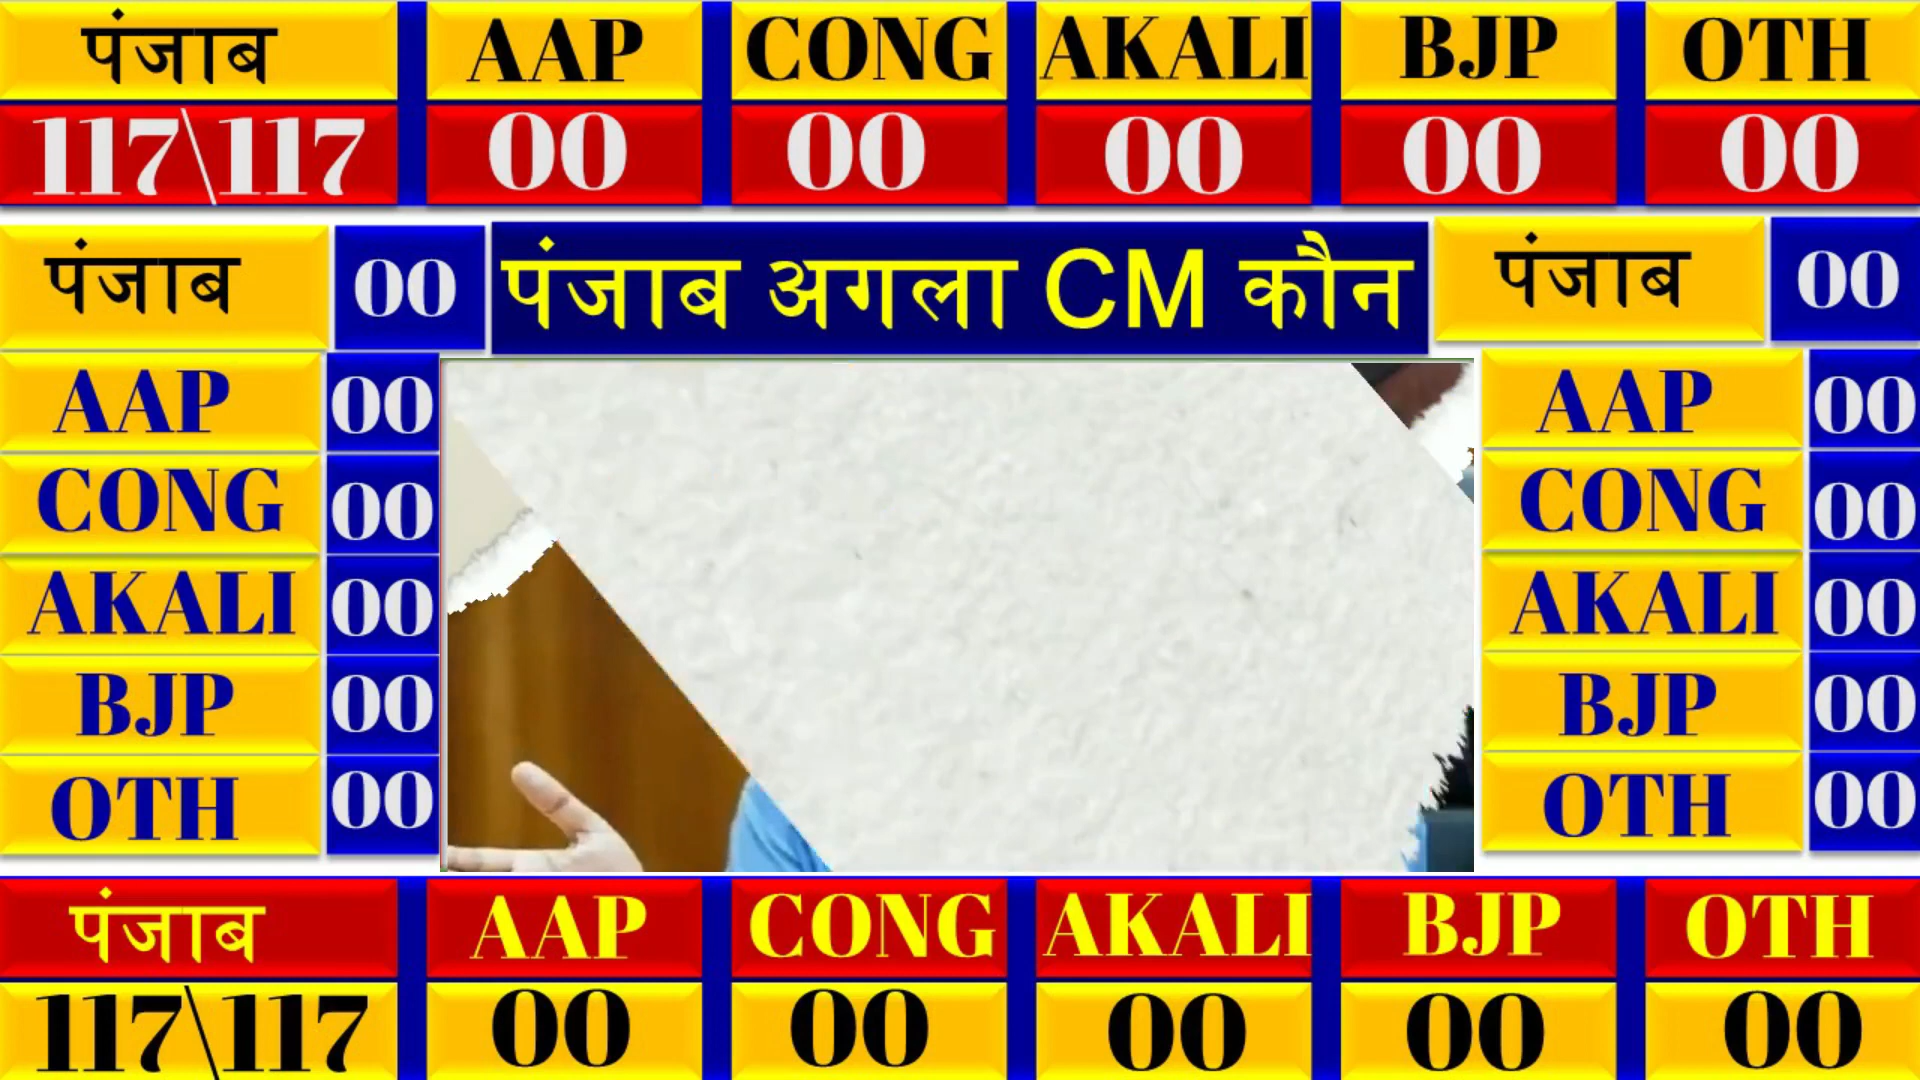 पंजाब AAP CONG AKALI BJP OTH
117\117 00 00 00 00 00
पंजाब 00 पंजाब अगला CM कौन पंजाब 00
AAP 00 AAP 00
CONG 00 CONG 00
AKALI 00 AKALI 00
BJP 00 BJP 00
OTH 00 OTH 00
पंजाब AAP CONG AKALI BJP OTH
117\117 00 00 00 00 00